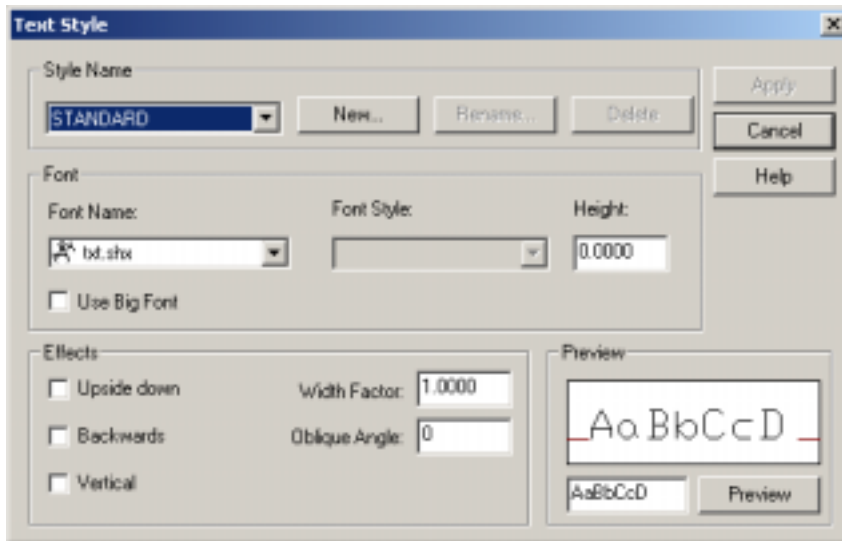 Text Style
Style Name
STANDARD
New...
Rename...
Delete
Apply
Cancel
Help
Font
Font Name:
Font Style:
Height:
txt.shx
0.0000
Use Big Font
Effects
Upside down
Width Factor: 1.0000
Backwards
Oblique Angle: 0
Vertical
Preview
AaBbCcD
AaBbCcD
Preview